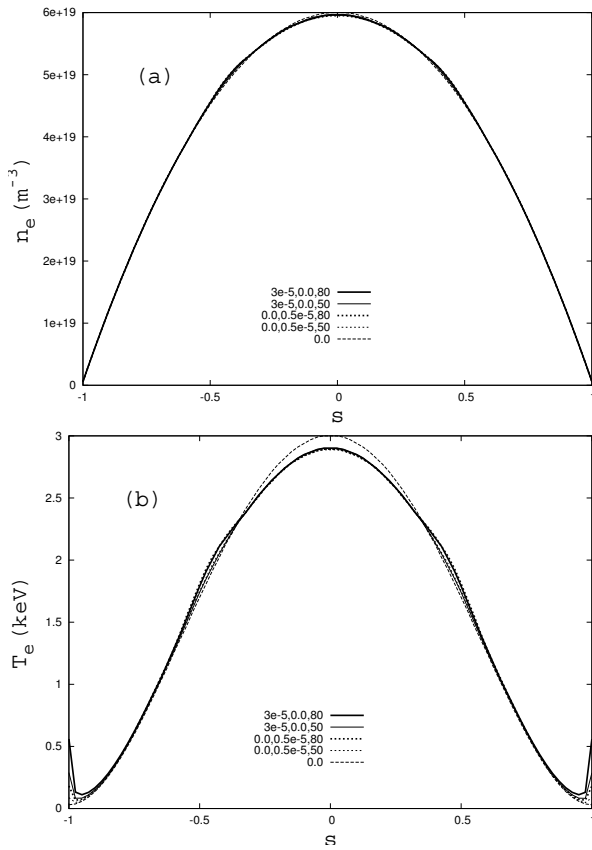 6e+19
(a)
5e+19
4e+19
n_e (m^-3)
3e+19
2e+19
3e-5,0.0,80
3e-5,0.0,50
0.0,0.5e-5,80
1e+19
0.0,0.5e-5,50
0.0
0
-1 -0.5 0 0.5 1
S
3
(b)
2.5
2
T_e (keV)
1.5
1
3e-5,0.0,80
3e-5,0.0,50
0.0,0.5e-5,80
0.5
0.0,0.5e-5,50
0.0
0
-1 -0.5 0 0.5 1
S